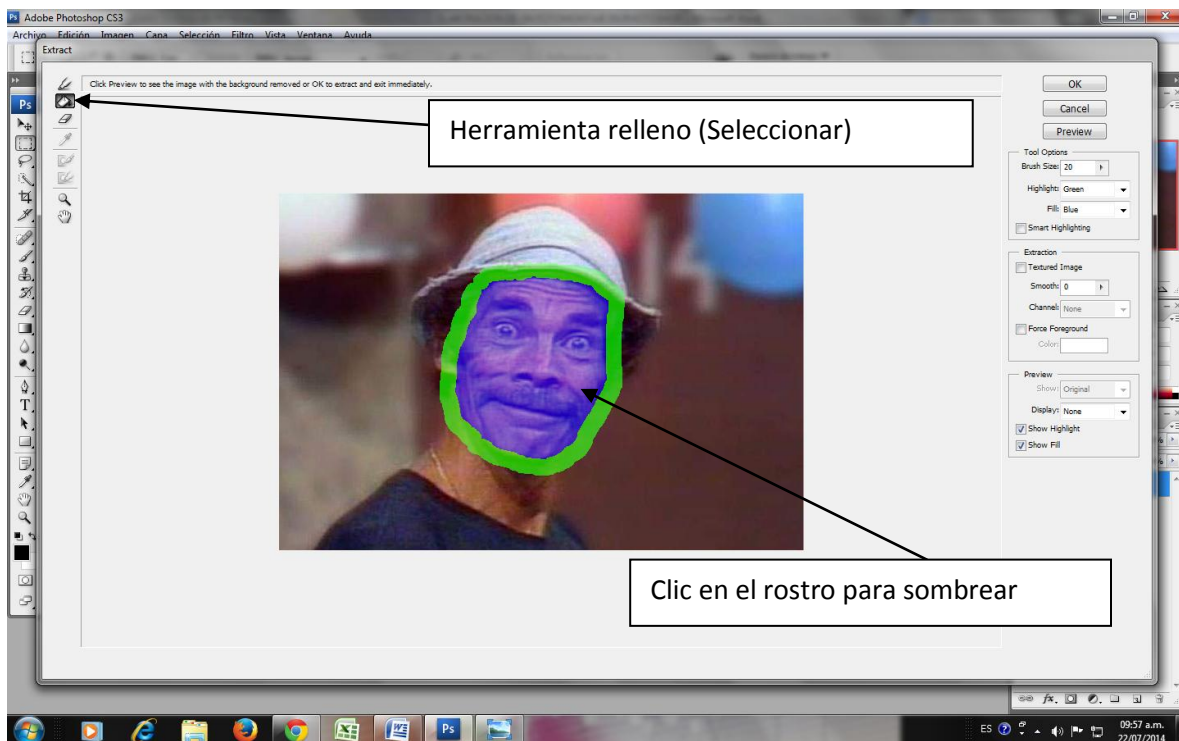 Adobe Photoshop CS3
Archivo Edición Imagen Capa Selección Filtro Vista Ventana Ayuda
Extract
Click Preview to see the image with the background removed or OK to extract and exit immediately.
Herramienta relleno (Seleccionar)
OK
Cancel
Preview
Tool Options
Brush Size: 20
Highlight: Green
Fill: Blue
Smart Highlighting
Extraction
Textured Image
Smooth: 0
Channel: None
Force Foreground
Color:
Preview
Show: Original
Display: None
Show Highlight
Show Fill
Clic en el rostro para sombrear
Ps
T
fx.
Ps
ES
09:57 a.m.
22/07/2014